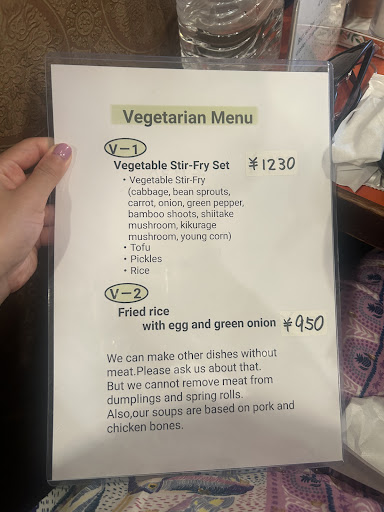 Vegetarian Menu
V-1
Vegetable Stir-Fry Set ¥1230
• Vegetable Stir-Fry
(cabbage, bean sprouts,
carrot, onion, green pepper,
bamboo shoots, shiitake
mushroom, kikurage
mushroom, young corn)
• Tofu
• Pickles
• Rice
V-2
Fried rice
with egg and green onion ¥950
We can make other dishes without
meat.Please ask us about that.
But we cannot remove meat from
dumplings and spring rolls.
Also,our soups are based on pork and
chicken bones.